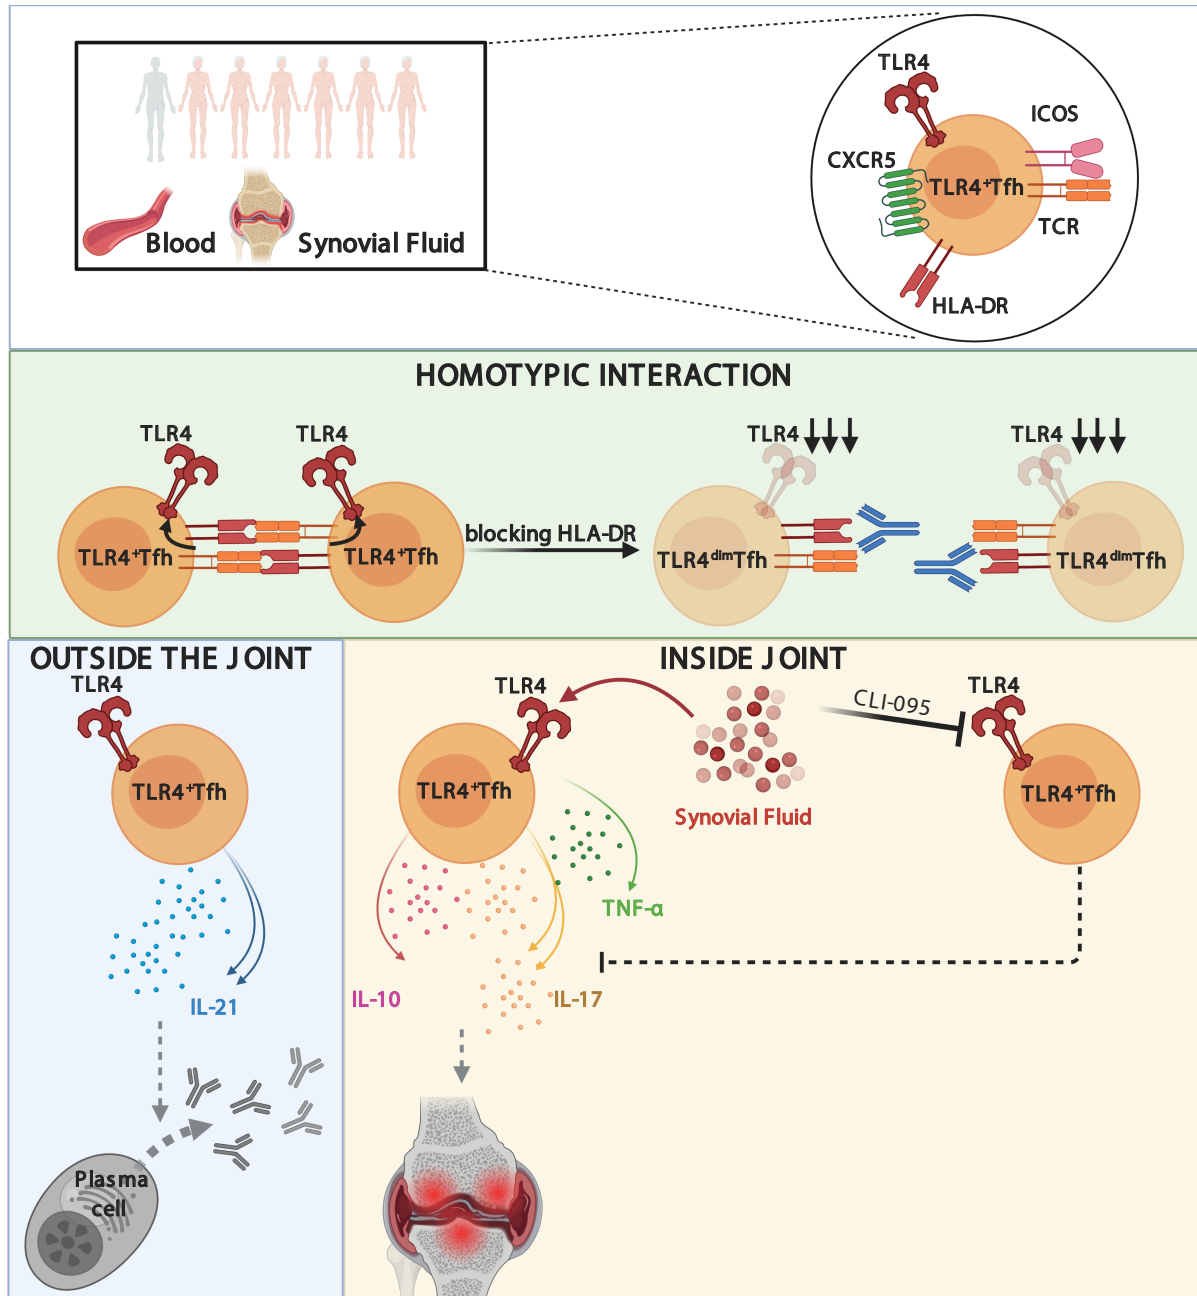 TLR4
ICOS
CXCR5
TLR4⁺Tfh
TCR
Blood
Synovial Fluid
HLA-DR
HOMOTYPIC INTERACTION
TLR4
TLR4
TLR4
TLR4
blocking HLA-DR
TLR4⁺Tfh
TLR4⁺Tfh
TLR4ᵈⁱᵐTfh
TLR4ᵈⁱᵐTfh
OUTSIDE THE JOINT
TLR4
TLR4⁺Tfh
IL-21
Plasma
cell
INSIDE JOINT
TLR4
CLI-095
TLR4
TLR4⁺Tfh
Synovial Fluid
TLR4⁺Tfh
TNF-α
IL-10
IL-17